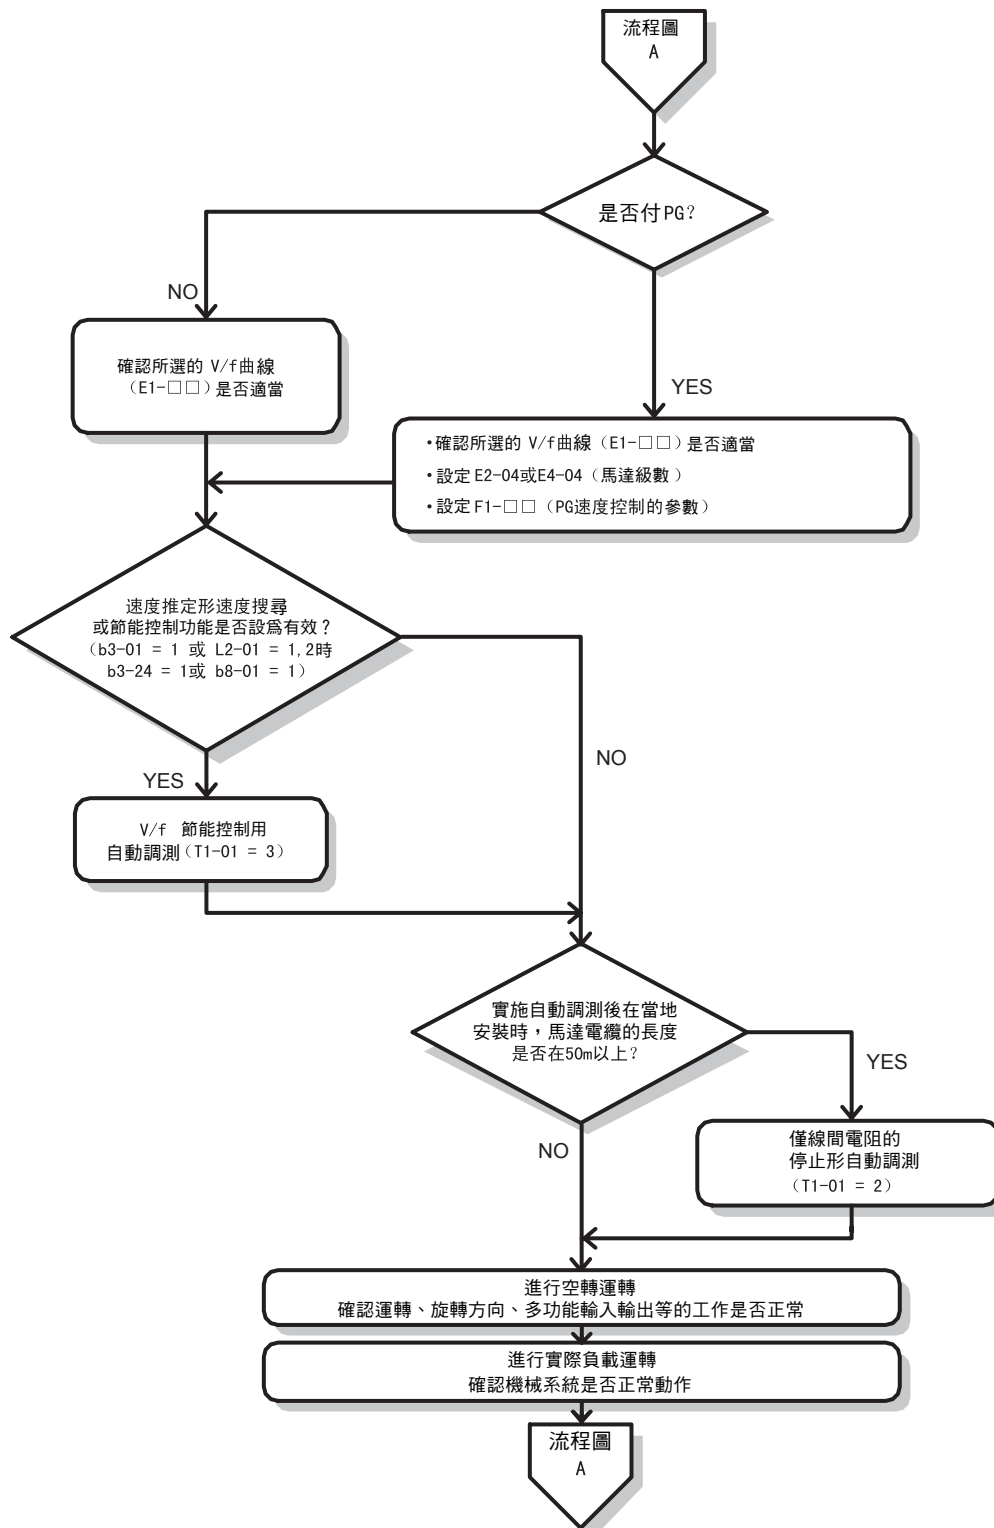 流程圖
A
是否付PG?
NO
確認所選的 V/f曲線
（E1-□□）是否適當
YES
・確認所選的 V/f曲線（E1-□□）是否適當
・設定E2-04或E4-04（馬達級數）
・設定F1-□□（PG速度控制的參數）
速度推定形速度搜尋
或節能控制功能是否設爲有效?
（b3-01 = 1 或 L2-01 = 1,2時
b3-24 = 1或 b8-01 = 1）
NO
YES
V/f 節能控制用
自動調測（T1-01 = 3）
實施自動調測後在當地
安裝時，馬達電纜的長度
是否在50m以上?
YES
NO
僅線間電阻的
停止形自動調測
（T1-01 = 2）
進行空轉運轉
確認運轉、旋轉方向、多功能輸入輸出等的工作是否正常
進行實際負載運轉
確認機械系統是否正常動作
流程圖
A